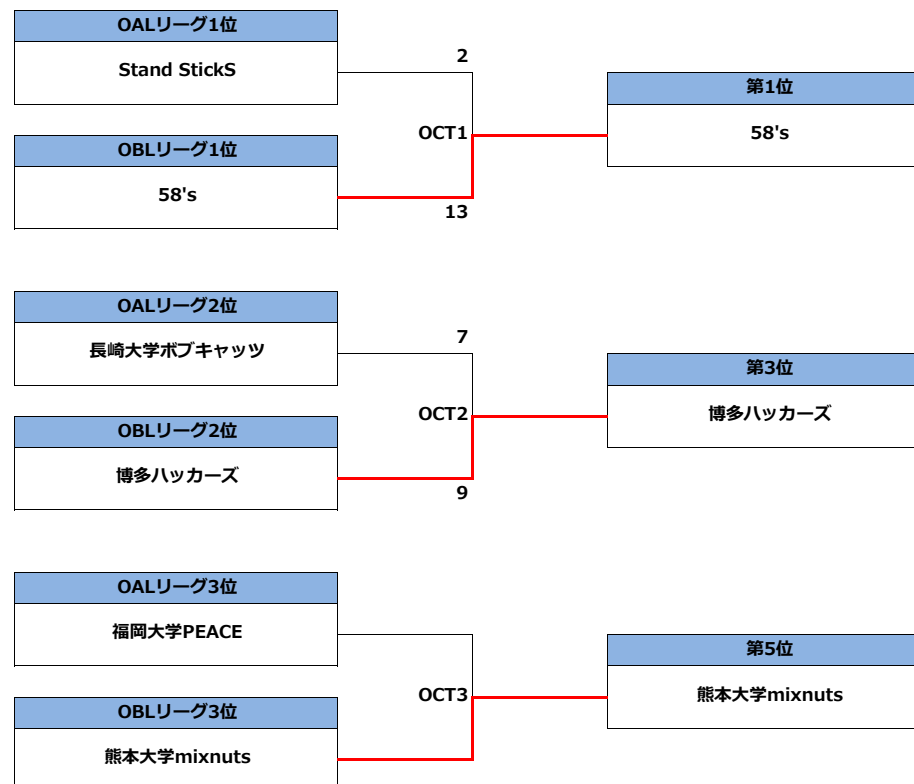 OALリーグ1位
Stand StickS
2
OCT1
第1位
58's
OBLリーグ1位
58's
13
OALリーグ2位
長崎大学ボブキャッツ
7
OCT2
第3位
博多ハッカーズ
OBLリーグ2位
博多ハッカーズ
9
OALリーグ3位
福岡大学PEACE
OCT3
第5位
熊本大学mixnuts
OBLリーグ3位
熊本大学mixnuts